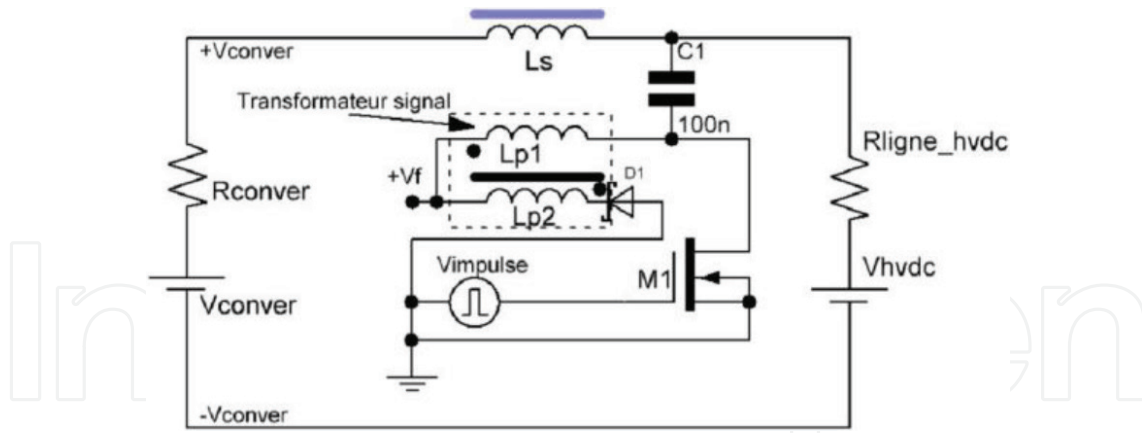 +Vconver
Ls
C1
100n
Transformateur signal
Lp1
+Vf
D1
Lp2
Rconver
Rligne_hvdc
Vimpulse
M1
Vhvdc
Vconver
-Vconver